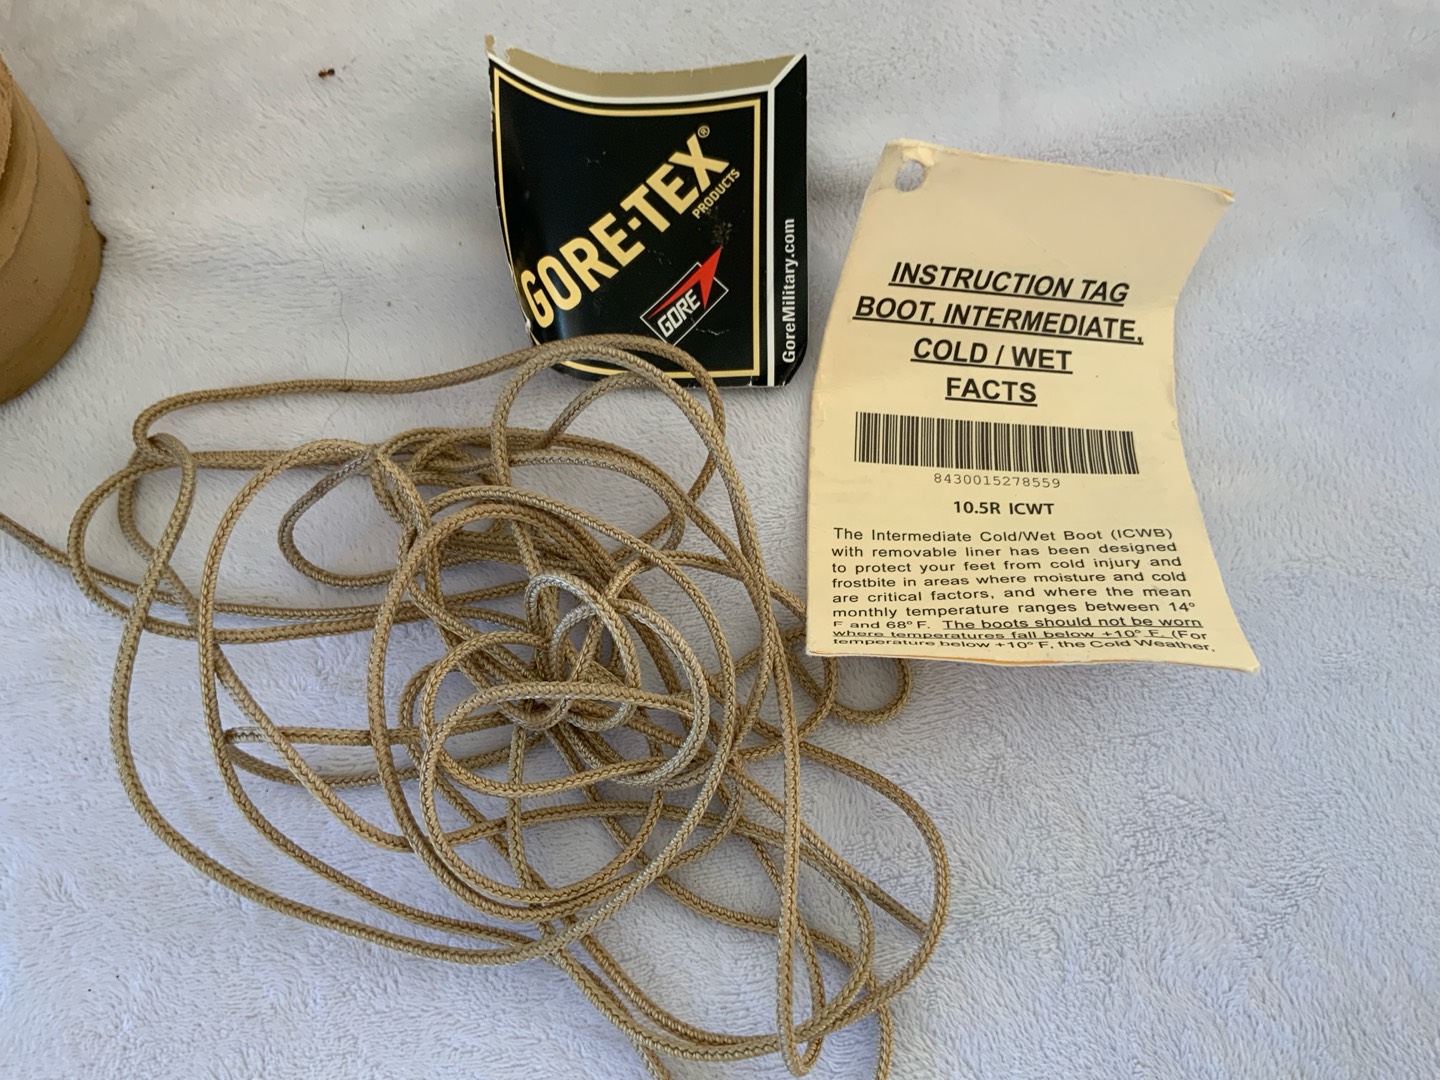 GORE-TEX®
PRODUCTS
GORE
GoreMilitary.com
INSTRUCTION TAG
BOOT, INTERMEDIATE,
COLD / WET
FACTS
8430015278559
10.5R ICWT
The Intermediate Cold/Wet Boot (ICWB)
with removable liner has been designed
to protect your feet from cold injury and
frostbite in areas where moisture and cold
are critical factors, and where the mean
monthly temperature ranges between 14°
F and 68° F. The boots should not be worn
where temperatures fall below +10° F. (For
temperature below +10° F, the Cold Weather,